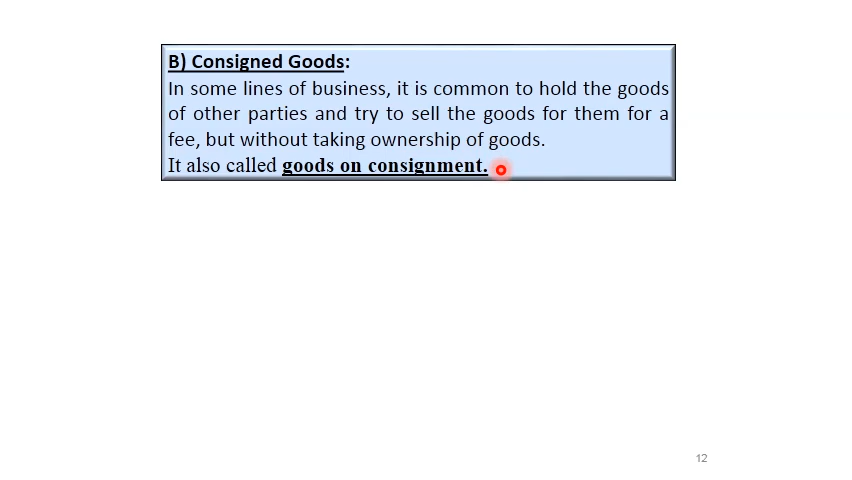 B) Consigned Goods:
In some lines of business, it is common to hold the goods
of other parties and try to sell the goods for them for a
fee, but without taking ownership of goods.
It also called goods on consignment.
12